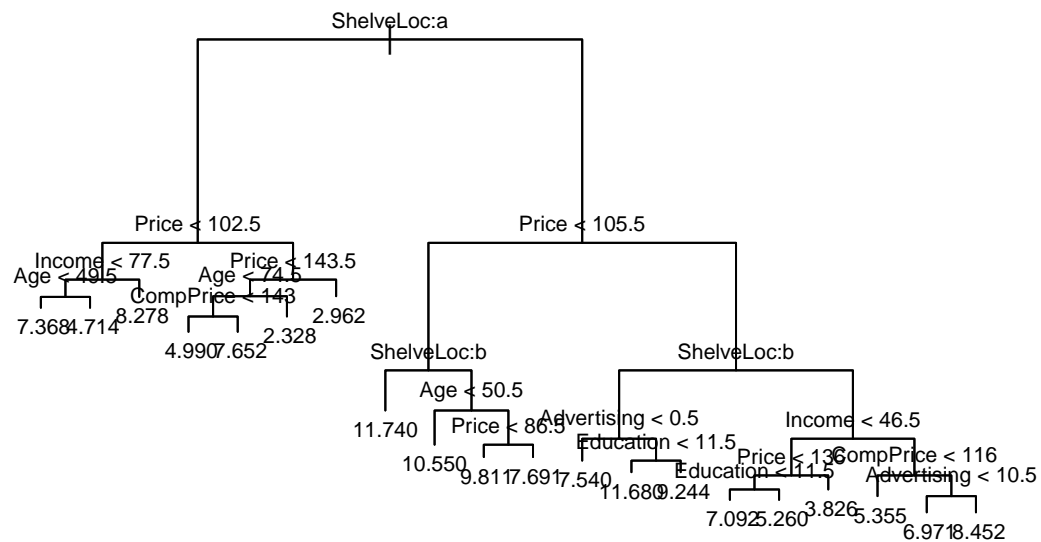 ShelveLoc:a
Price < 102.5
Price < 105.5
Income < 77.5
Price < 143.5
Age < 49.5
Age < 74.5
CompPrice < 143
7.368
4.714
8.278
4.990
7.652
2.328
2.962
ShelveLoc:b
ShelveLoc:b
Age < 50.5
11.740
Price < 86.5
10.550
9.811
7.691
Advertising < 0.5
Education < 11.5
7.540
11.680
9.244
Income < 46.5
Price < 136
CompPrice < 116
Education < 11.5
Advertising < 10.5
7.092
5.260
3.826
5.355
6.971
8.452